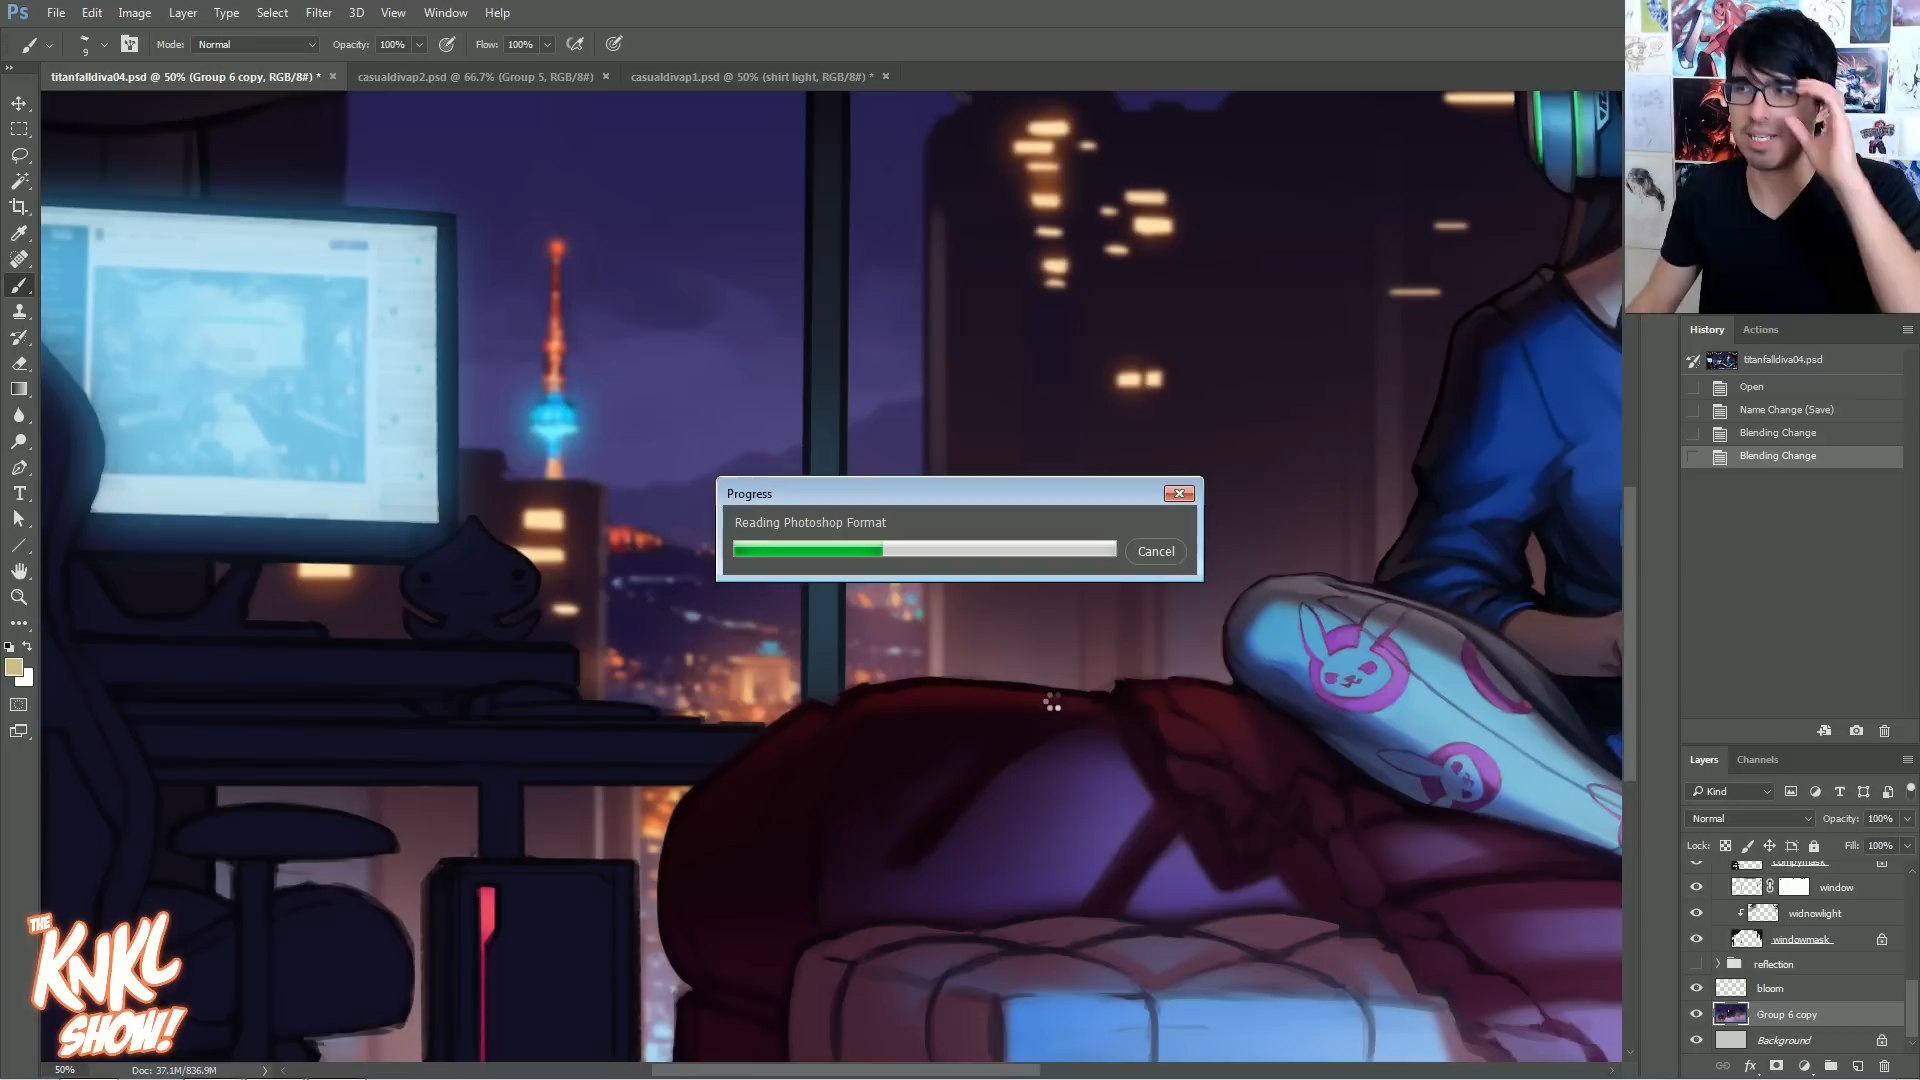 Ps File Edit Image Layer Type Select Filter 3D View Window Help
9 Mode: Normal Opacity: 100% Flow: 100%
titanfalldiva04.psd @ 50% (Group 6 copy, RGB/8#) * × casualdivap2.psd @ 66.7% (Group 5, RGB/8#) × casualdivap1.psd @ 50% (shirt light, RGB/8#) * ×
Progress
Reading Photoshop Format
Cancel
History Actions
titanfalldiva04.psd
Open
Name Change (Save)
Blending Change
Blending Change
Layers Channels
Kind
Normal Opacity: 100%
Lock: Fill: 100%
compymask
window
widnowlight
windowmask
reflection
bloom
Group 6 copy
Background
fx
THE
KNKL
SHOW!
50% Doc: 37.1M/836.9M